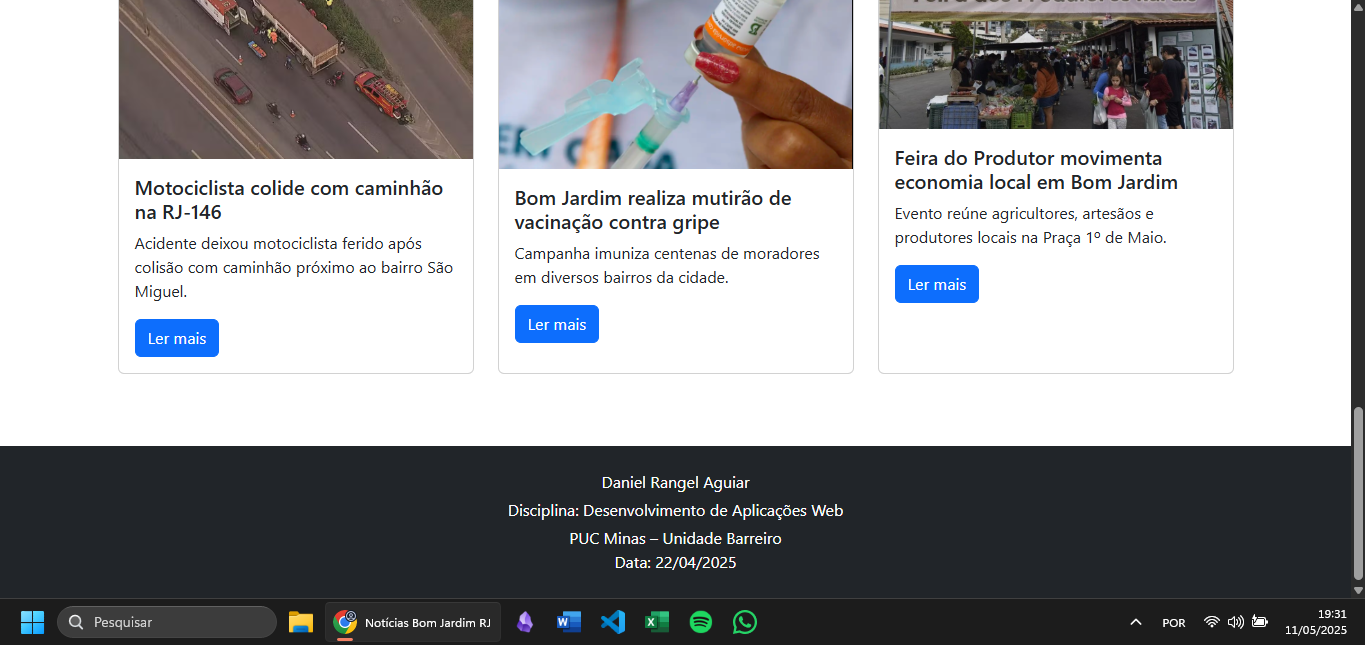 Motociclista colide com caminhão
na RJ-146
Acidente deixou motociclista ferido após
colisão com caminhão próximo ao bairro São
Miguel.
Ler mais
Bom Jardim realiza mutirão de
vacinação contra gripe
Campanha imuniza centenas de moradores
em diversos bairros da cidade.
Ler mais
Feira do Produtor movimenta
economia local em Bom Jardim
Evento reúne agricultores, artesãos e
produtores locais na Praça 1º de Maio.
Ler mais
Daniel Rangel Aguiar
Disciplina: Desenvolvimento de Aplicações Web
PUC Minas – Unidade Barreiro
Data: 22/04/2025
Pesquisar
Notícias Bom Jardim RJ
POR
19:31
11/05/2025